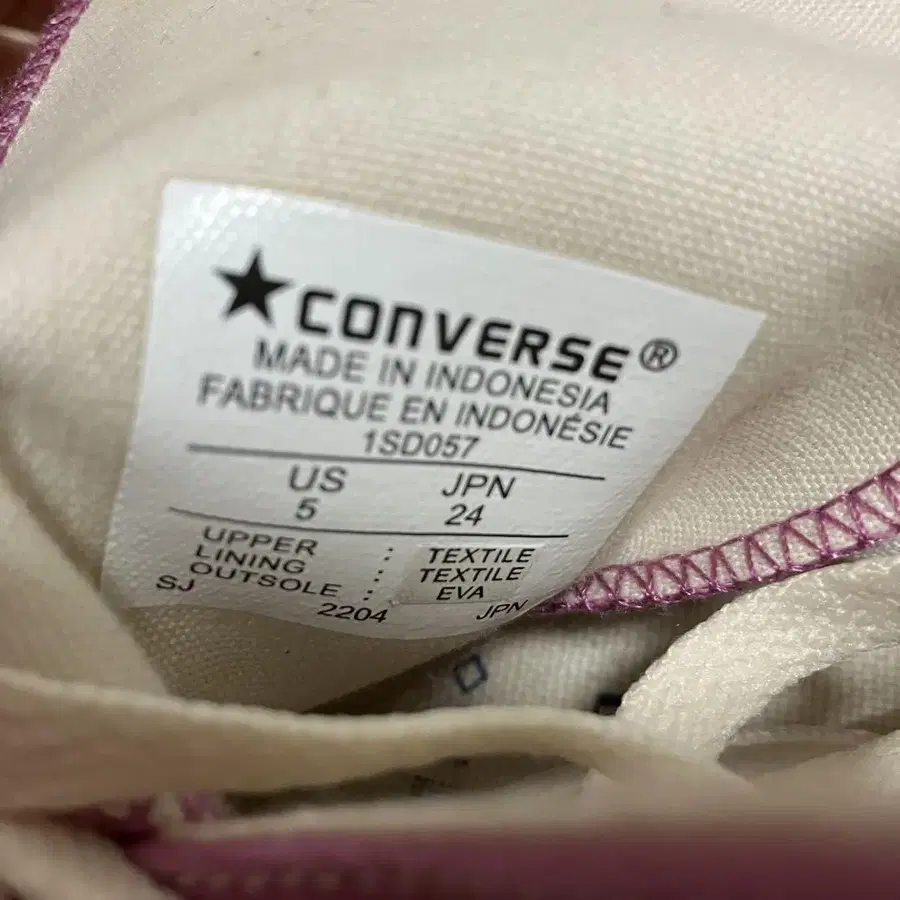 ★CONVERSE®
MADE IN INDONESIA
FABRIQUE EN INDONÉSIE
1SD057
US JPN
5 24
UPPER : TEXTILE
LINING : TEXTILE
OUTSOLE : EVA
SJ 2204 JPN